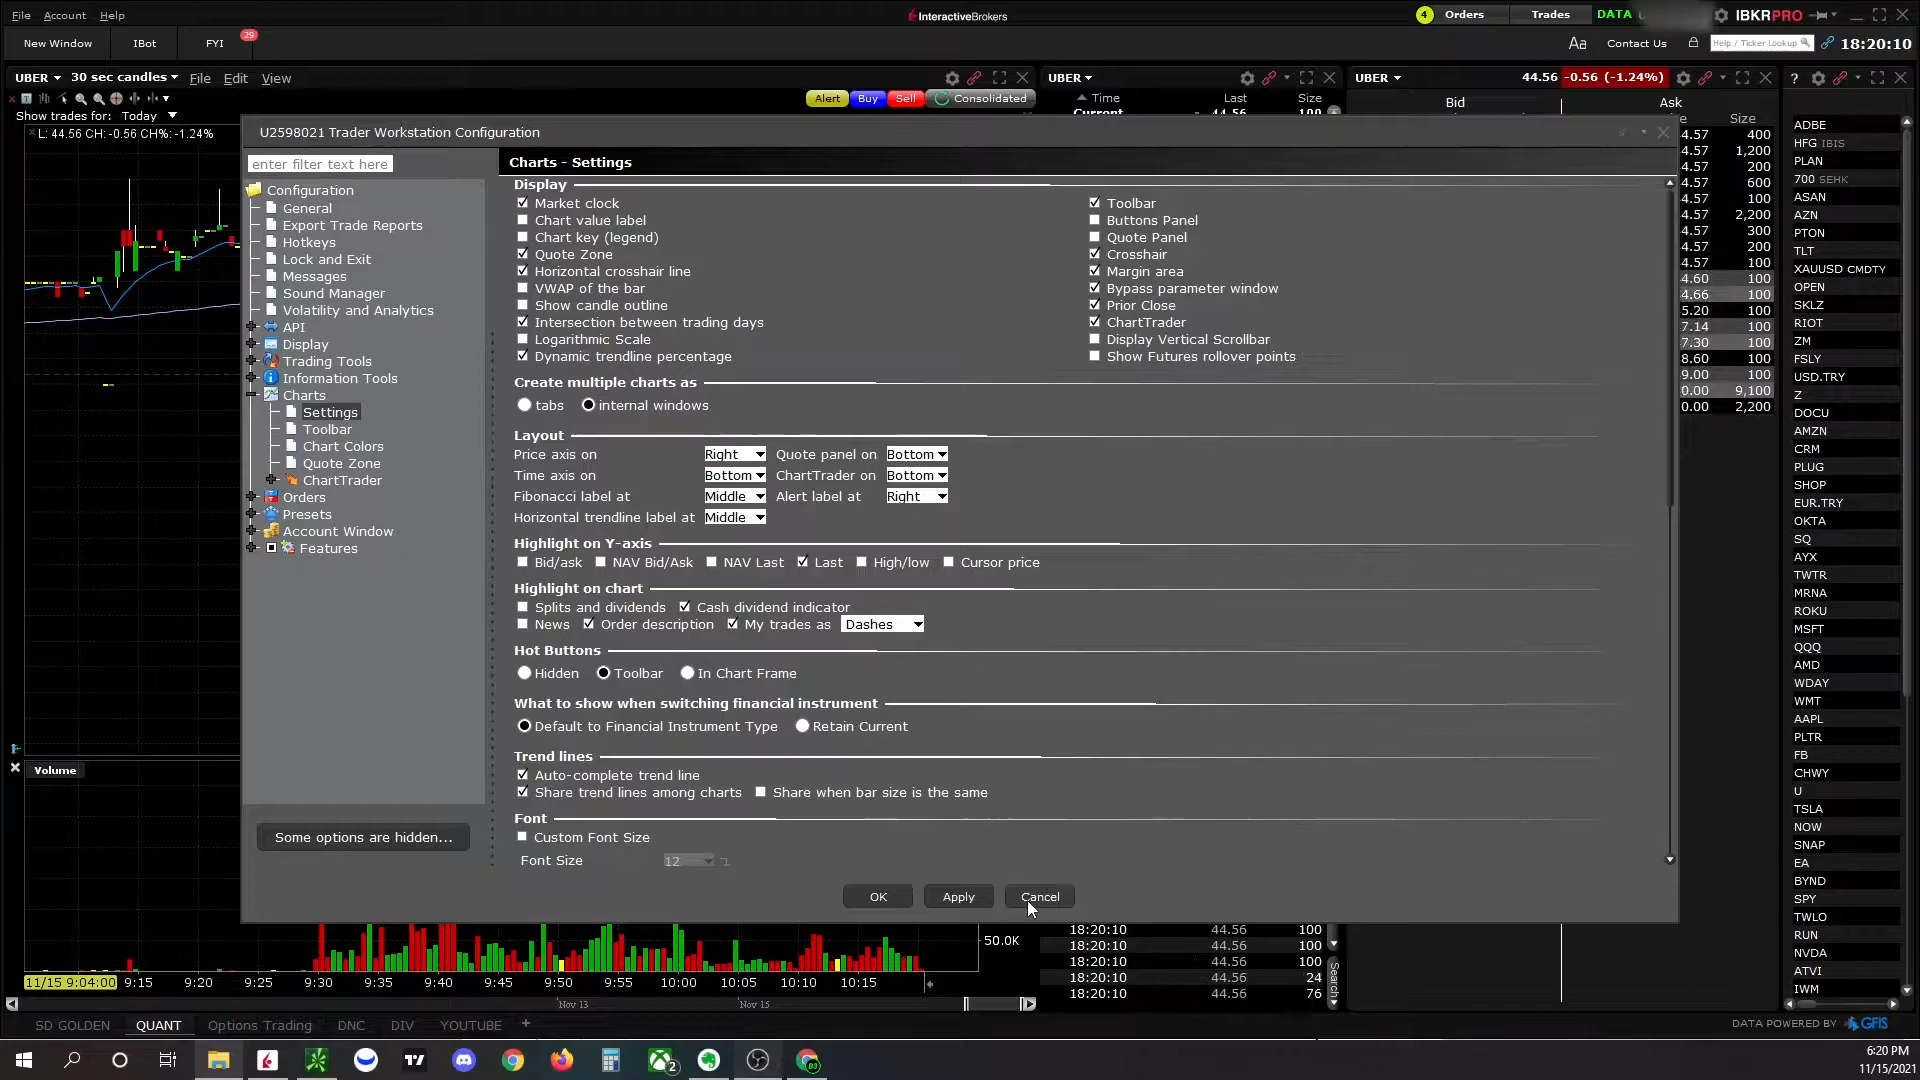 File Account Help
InteractiveBrokers
4 Orders Trades DATA IBKRPRO
New Window IBot FYI 29
Aa Contact Us Help / Ticker Lookup 18:20:10
UBER 30 sec candles File Edit View
UBER
UBER 44.56 -0.56 (-1.24%)
?
Alert Buy Sell Consolidated
Time Last Size
Current 44.56 100
Bid Ask
Size
Show trades for: Today
L: 44.56 CH: -0.56 CH%: -1.24%
U2598021 Trader Workstation Configuration
enter filter text here
Configuration
General
Export Trade Reports
Hotkeys
Lock and Exit
Messages
Sound Manager
Volatility and Analytics
API
Display
Trading Tools
Information Tools
Charts
Settings
Toolbar
Chart Colors
Quote Zone
ChartTrader
Orders
Presets
Account Window
Features
Some options are hidden...
Charts - Settings
Display
Market clock
Chart value label
Chart key (legend)
Quote Zone
Horizontal crosshair line
VWAP of the bar
Show candle outline
Intersection between trading days
Logarithmic Scale
Dynamic trendline percentage
Toolbar
Buttons Panel
Quote Panel
Crosshair
Margin area
Bypass parameter window
Prior Close
ChartTrader
Display Vertical Scrollbar
Show Futures rollover points
Create multiple charts as
tabs internal windows
Layout
Price axis on Right Quote panel on Bottom
Time axis on Bottom ChartTrader on Bottom
Fibonacci label at Middle Alert label at Right
Horizontal trendline label at Middle
Highlight on Y-axis
Bid/ask NAV Bid/Ask NAV Last Last High/low Cursor price
Highlight on chart
Splits and dividends Cash dividend indicator
News Order description My trades as Dashes
Hot Buttons
Hidden Toolbar In Chart Frame
What to show when switching financial instrument
Default to Financial Instrument Type Retain Current
Trend lines
Auto-complete trend line
Share trend lines among charts Share when bar size is the same
Font
Custom Font Size
Font Size 12
OK Apply Cancel
4.57 400
4.57 1,200
4.57 200
4.57 600
4.57 100
4.57 2,200
4.57 300
4.57 200
4.57 100
4.60 100
4.66 100
5.20 100
7.14 100
7.30 100
8.60 100
9.00 100
0.00 9,100
0.00 2,200
ADBE
HFG IBIS
PLAN
700 SEHK
ASAN
AZN
PTON
TLT
XAUUSD CMDTY
OPEN
SKLZ
RIOT
ZM
FSLY
USD.TRY
Z
DOCU
AMZN
CRM
PLUG
SHOP
EUR.TRY
OKTA
SQ
AYX
TWTR
MRNA
ROKU
MSFT
QQQ
AMD
WDAY
WMT
AAPL
PLTR
FB
CHWY
U
TSLA
NOW
SNAP
EA
BYND
SPY
TWLO
RUN
NVDA
ATVI
IWM
Volume
50.0K
18:20:10 44.56 100
18:20:10 44.56 100
18:20:10 44.56 100
18:20:10 44.56 24
18:20:10 44.56 76
Search
11/15 9:04:00 9:15 9:20 9:25 9:30 9:35 9:40 9:45 9:50 9:55 10:00 10:05 10:10 10:15
Nov 13 Nov 15
SD GOLDEN QUANT Options Trading DNC DIV YOUTUBE +
DATA POWERED BY GFIS
2
6:20 PM
11/15/2021